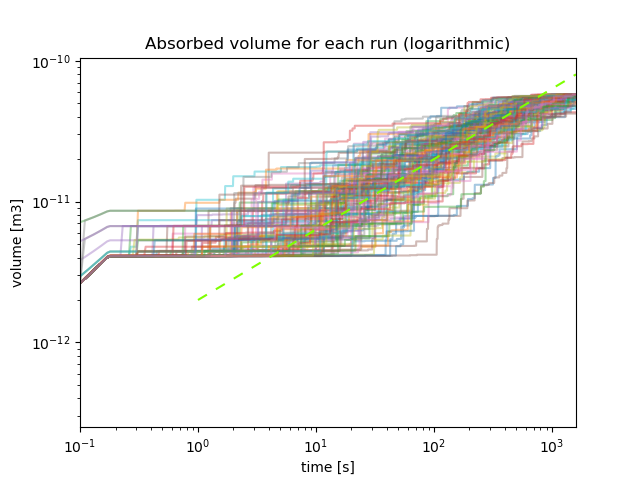 Absorbed volume for each run (logarithmic)
volume [m3]
10⁻¹⁰
10⁻¹¹
10⁻¹²
10⁻¹ 10⁰ 10¹ 10² 10³
time [s]